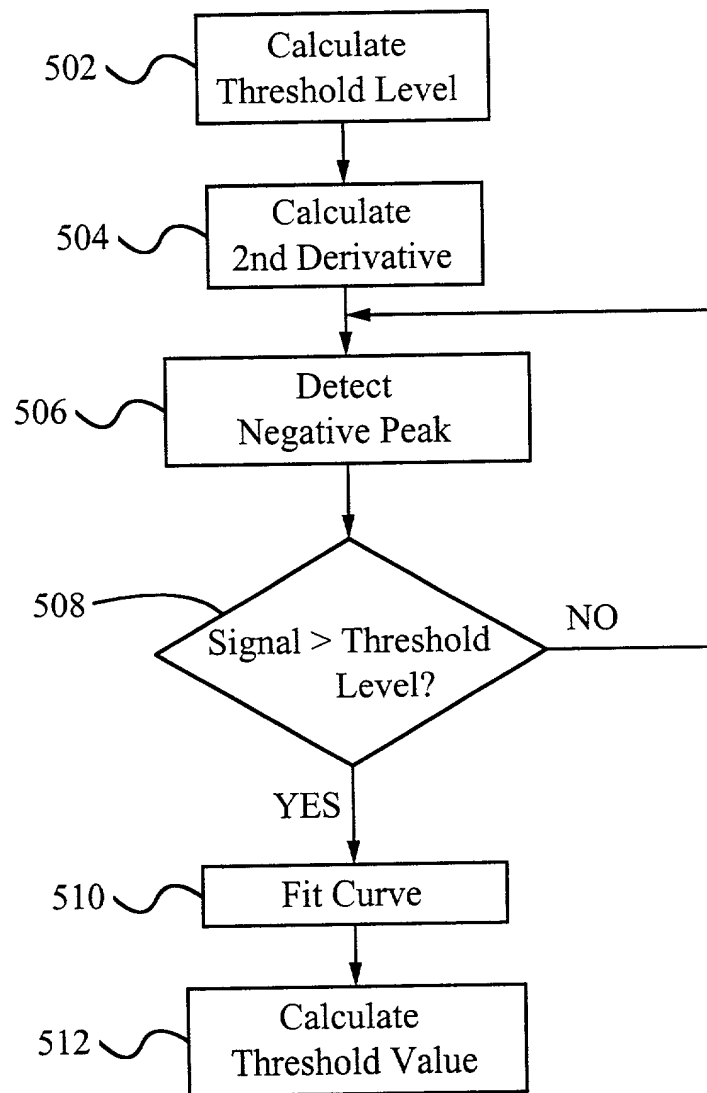 502
Calculate
Threshold Level
504
Calculate
2nd Derivative
506
Detect
Negative Peak
508
Signal > Threshold
Level?
NO
YES
510
Fit Curve
512
Calculate
Threshold Value